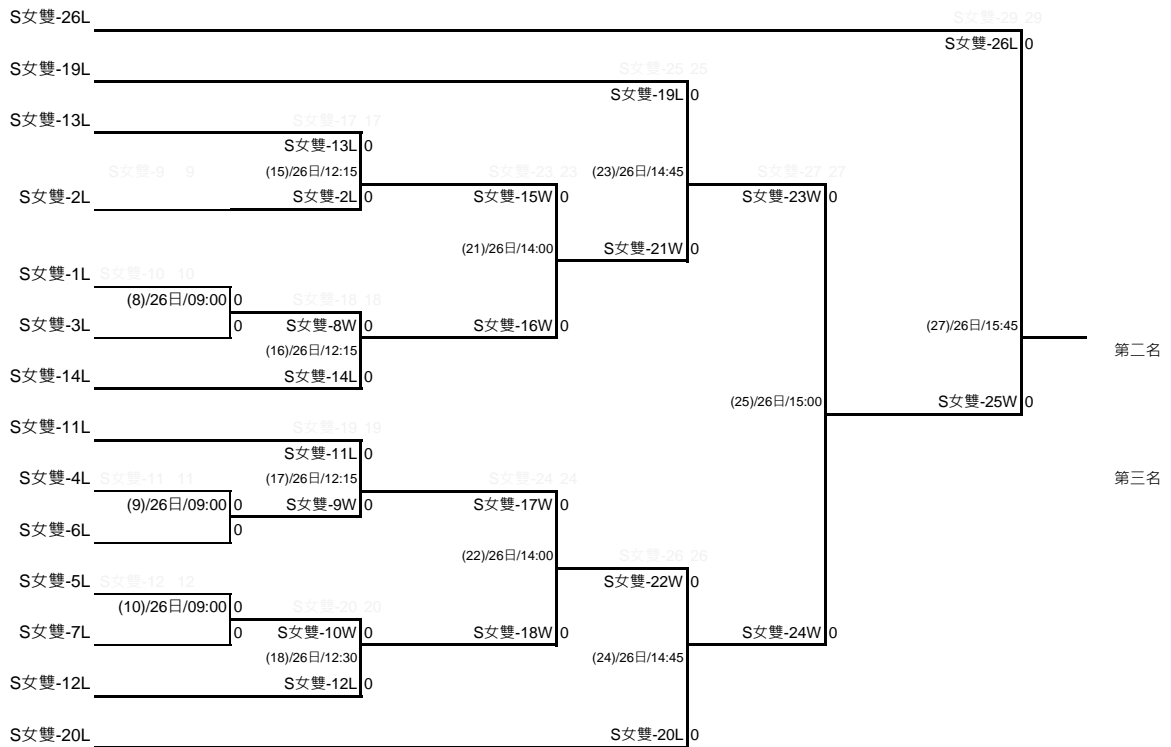 S女雙-26L
S女雙-29 29
S女雙-26L 0
S女雙-19L
S女雙-25 25
S女雙-19L 0
S女雙-13L
S女雙-17 17
S女雙-13L 0
S女雙-9 9
(15)/26日/12:15
S女雙-23 23
(23)/26日/14:45
S女雙-27 27
S女雙-2L
S女雙-2L 0
S女雙-15W 0
S女雙-23W 0
(21)/26日/14:00
S女雙-21W 0
S女雙-1L
S女雙-10 10
(8)/26日/09:00 0
S女雙-18 18
S女雙-3L
0
S女雙-8W 0
S女雙-16W 0
(27)/26日/15:45
(16)/26日/12:15
第二名
S女雙-14L
S女雙-14L 0
(25)/26日/15:00
S女雙-25W 0
S女雙-11L
S女雙-19 19
S女雙-11L 0
S女雙-4L
S女雙-11 11
(17)/26日/12:15
S女雙-24 24
第三名
(9)/26日/09:00 0
S女雙-9W 0
S女雙-17W 0
S女雙-6L
0
(22)/26日/14:00
S女雙-26 26
S女雙-5L
S女雙-12 12
S女雙-22W 0
(10)/26日/09:00 0
S女雙-20 20
S女雙-7L
0
S女雙-10W 0
S女雙-18W 0
S女雙-24W 0
(18)/26日/12:30
(24)/26日/14:45
S女雙-12L
S女雙-12L 0
S女雙-20L
S女雙-20L 0